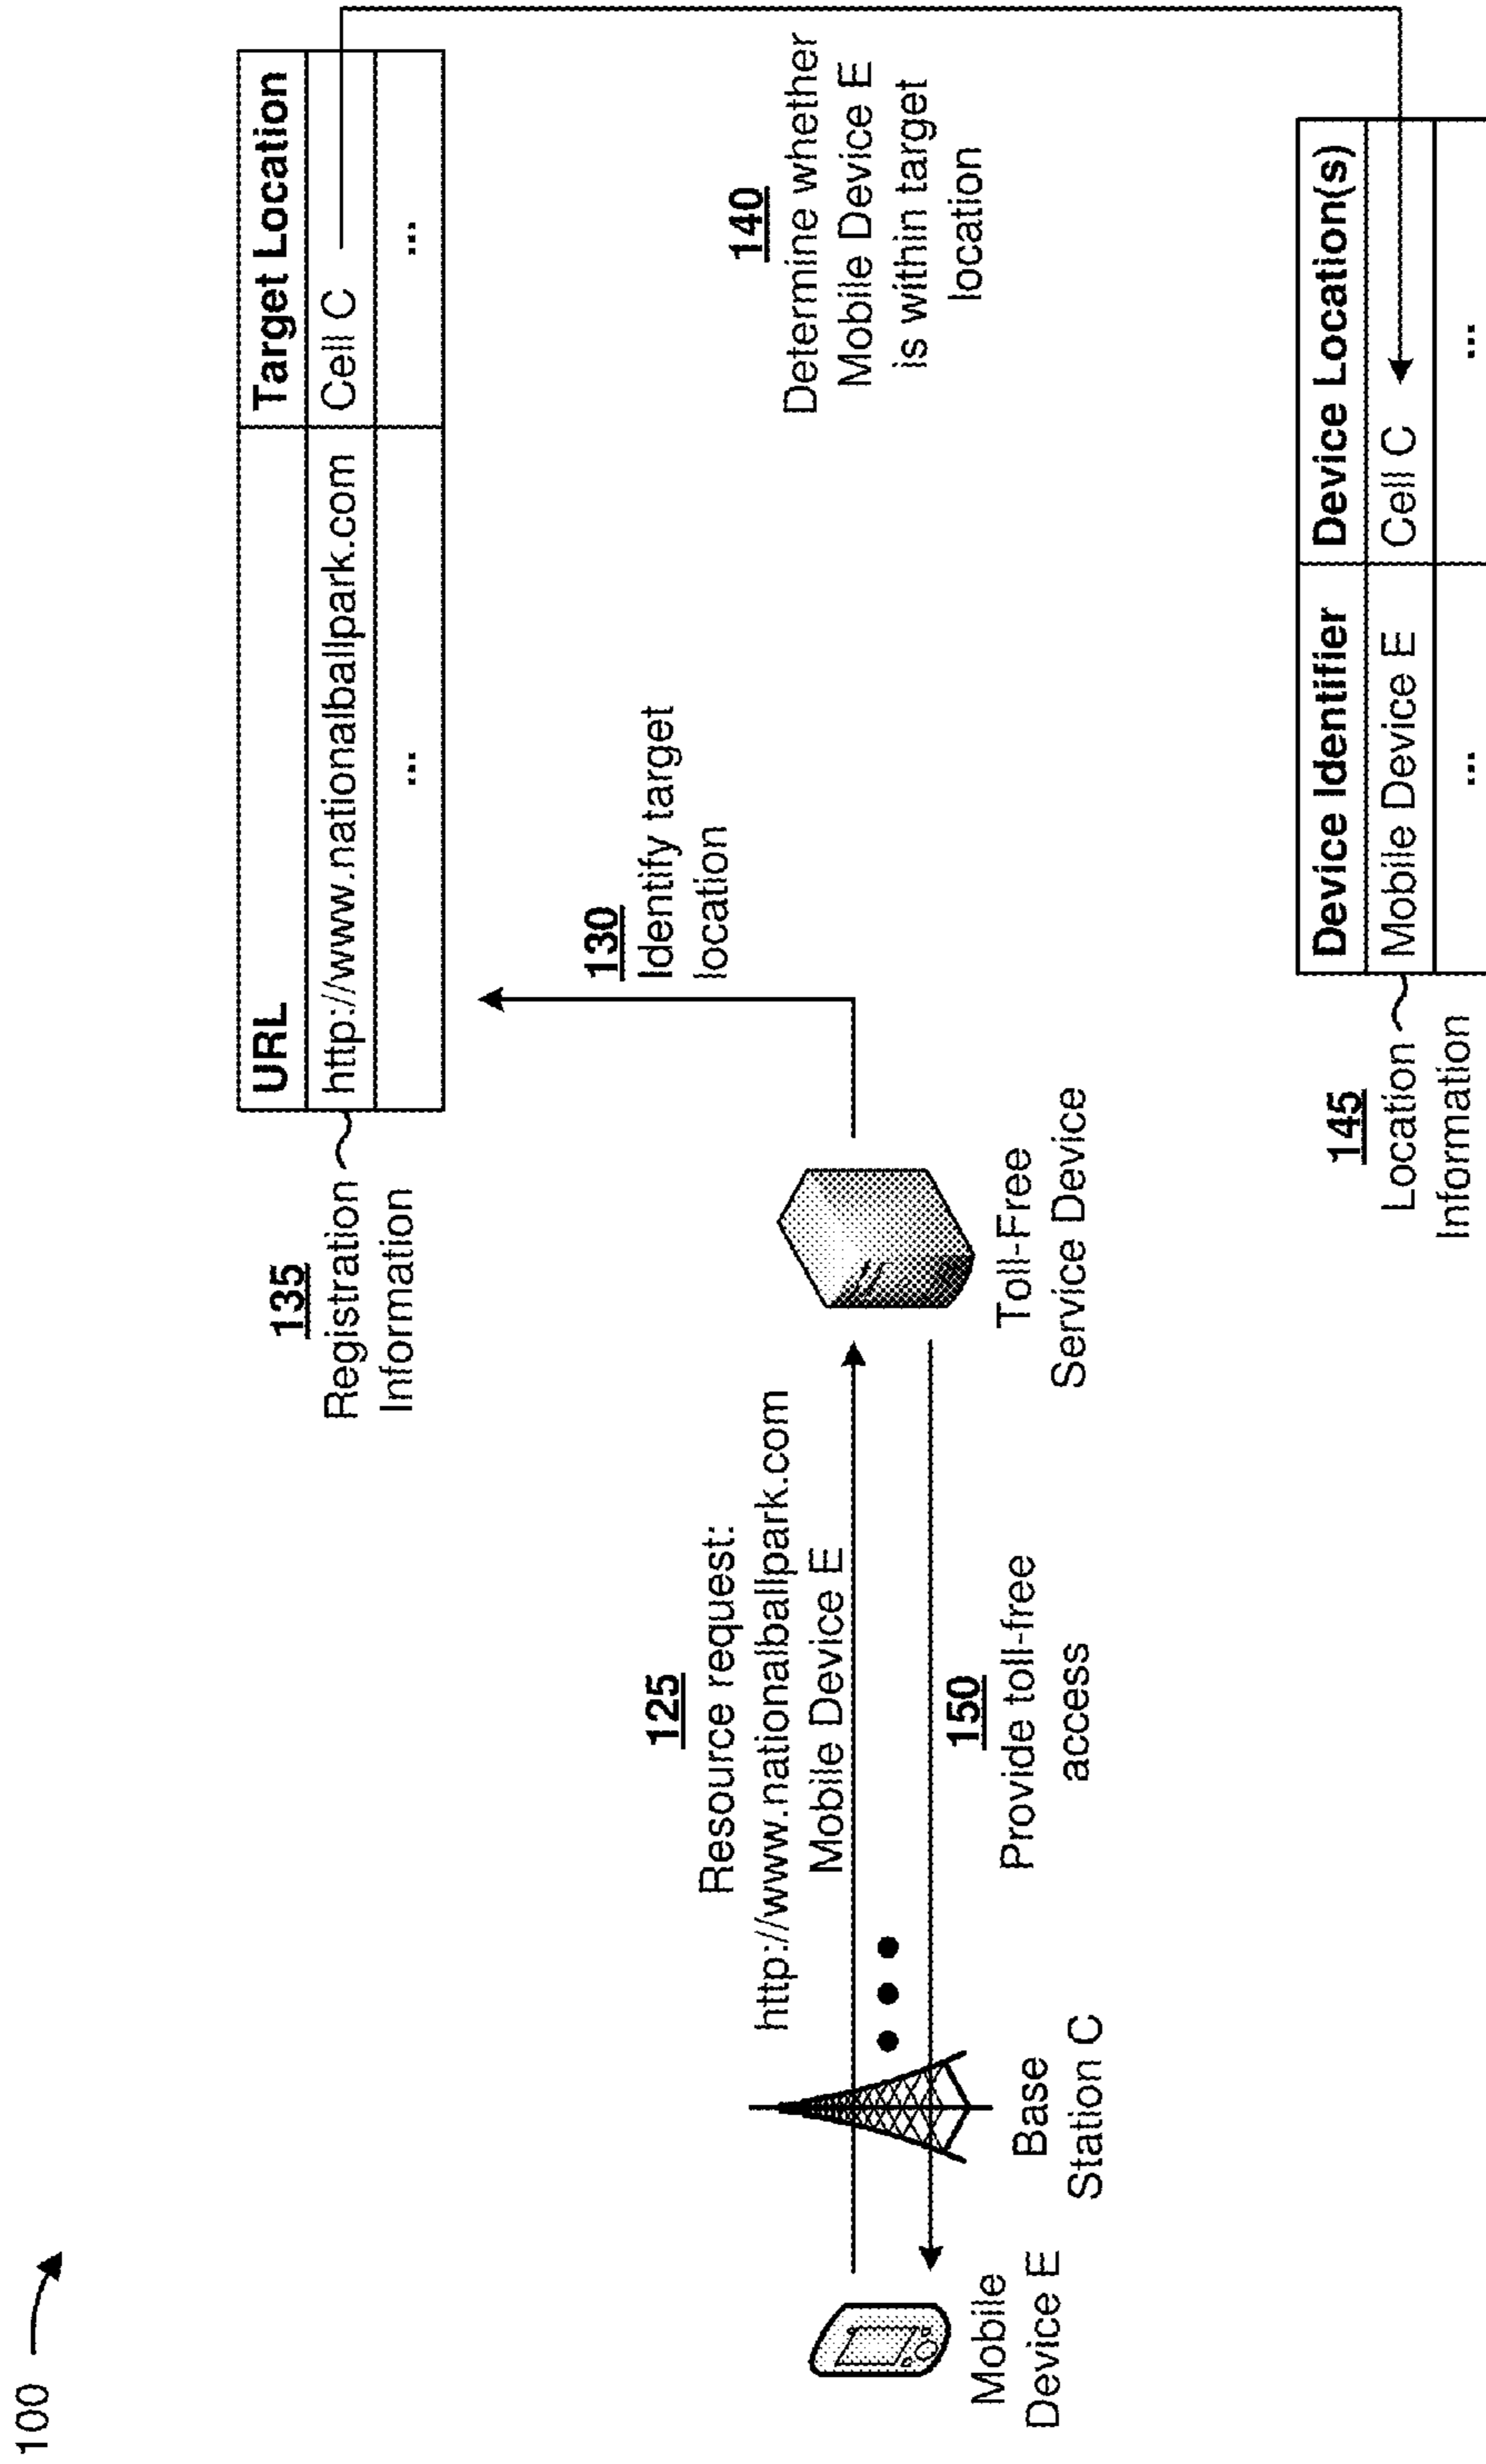 100
135
Registration
Information
URL Target Location
http://www.nationalballpark.com Cell C
... ...
125
Resource request:
http://www.nationalballpark.com
Mobile Device E
130
Identify target
location
140
Determine whether
Mobile Device E
is within target
location
150
Provide toll-free
access
Mobile
Device E
Base
Station C
Toll-Free
Service Device
145
Location
Information
Device Identifier Device Location(s)
Mobile Device E Cell C
... ...